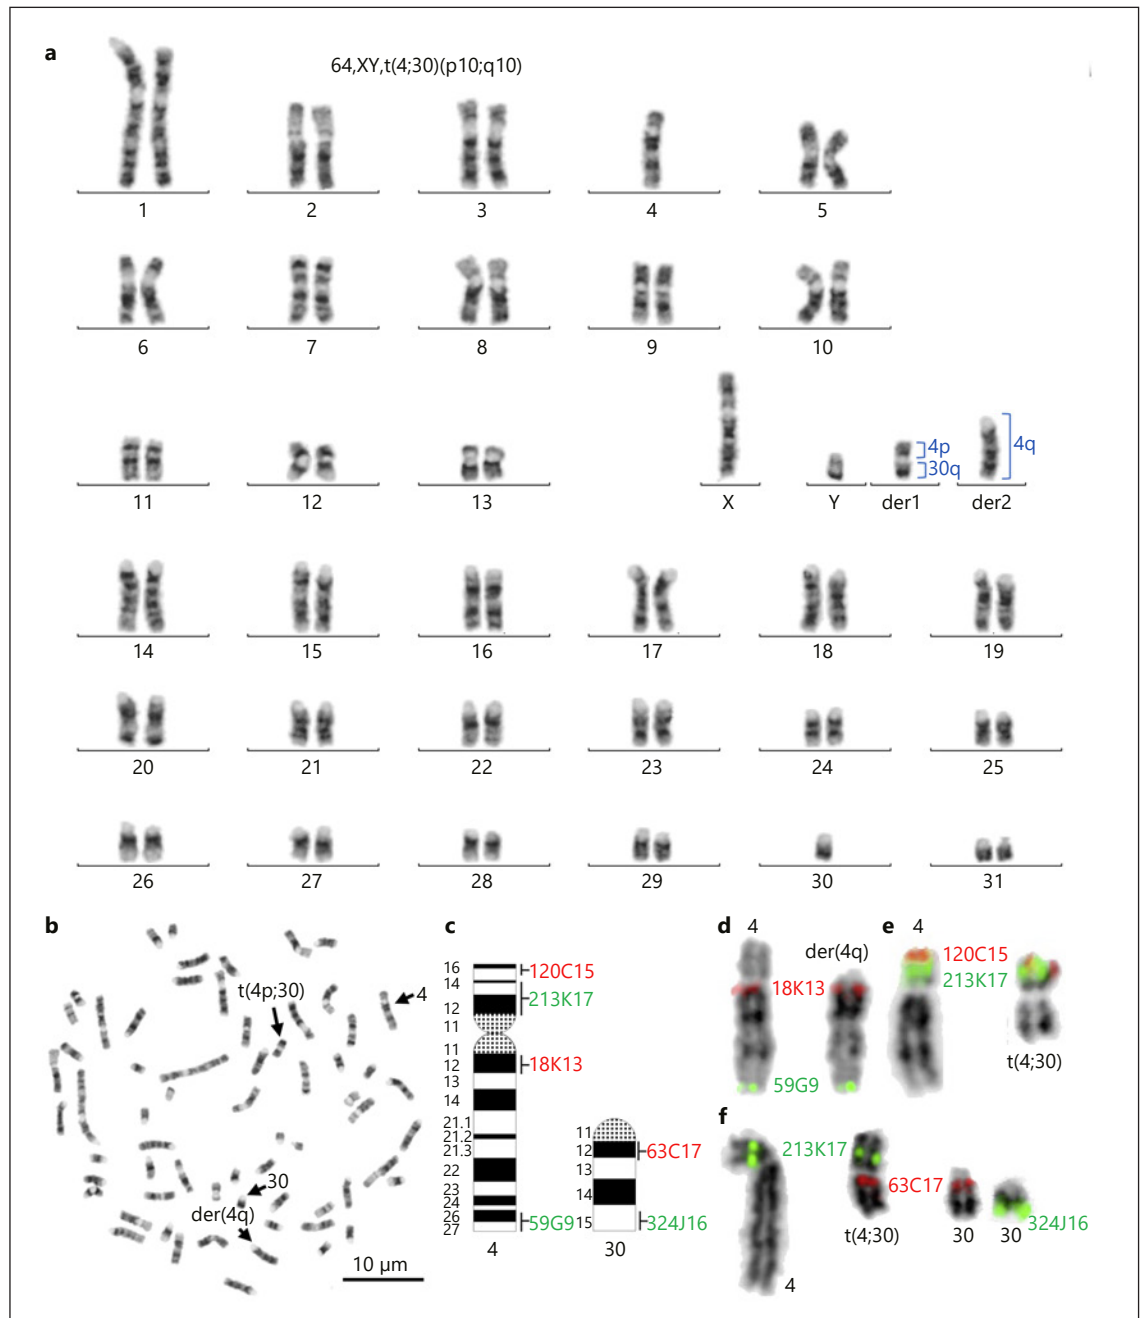 a
64,XY,t(4;30)(p10;q10)
1 2 3 4 5
6 7 8 9 10
4p
30q
4q
11 12 13 X Y der1 der2
14 15 16 17 18 19
20 21 22 23 24 25
26 27 28 29 30 31
b
t(4p;30)
4
30
der(4q)
10 µm
c
16
14
12
11
11
12
13
14
21.1
21.2
21.3
22
23
24
26
27
120C15
213K17
18K13
59G9
4
11
12
13
14
15
63C17
324J16
30
d
4
der(4q)
18K13
59G9
e
4
120C15
213K17
t(4;30)
f
213K17
63C17
324J16
4
t(4;30)
30
30